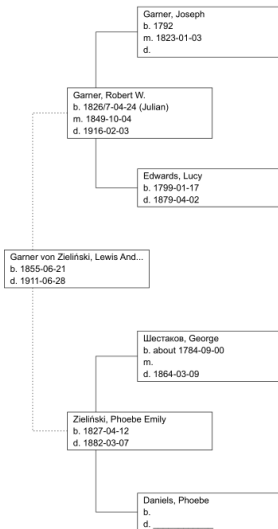 Garner, Joseph
b. 1792
m. 1823-01-03
d.
Garner, Robert W.
b. 1826/7-04-24 (Julian)
m. 1849-10-04
d. 1916-02-03
Edwards, Lucy
b. 1799-01-17
d. 1879-04-02
Garner von Zieliński, Lewis And...
b. 1855-06-21
d. 1911-06-28
Шестаков, George
b. about 1784-09-00
m.
d. 1864-03-09
Zieliński, Phoebe Emily
b. 1827-04-12
d. 1882-03-07
Daniels, Phoebe
b.
d. ____________